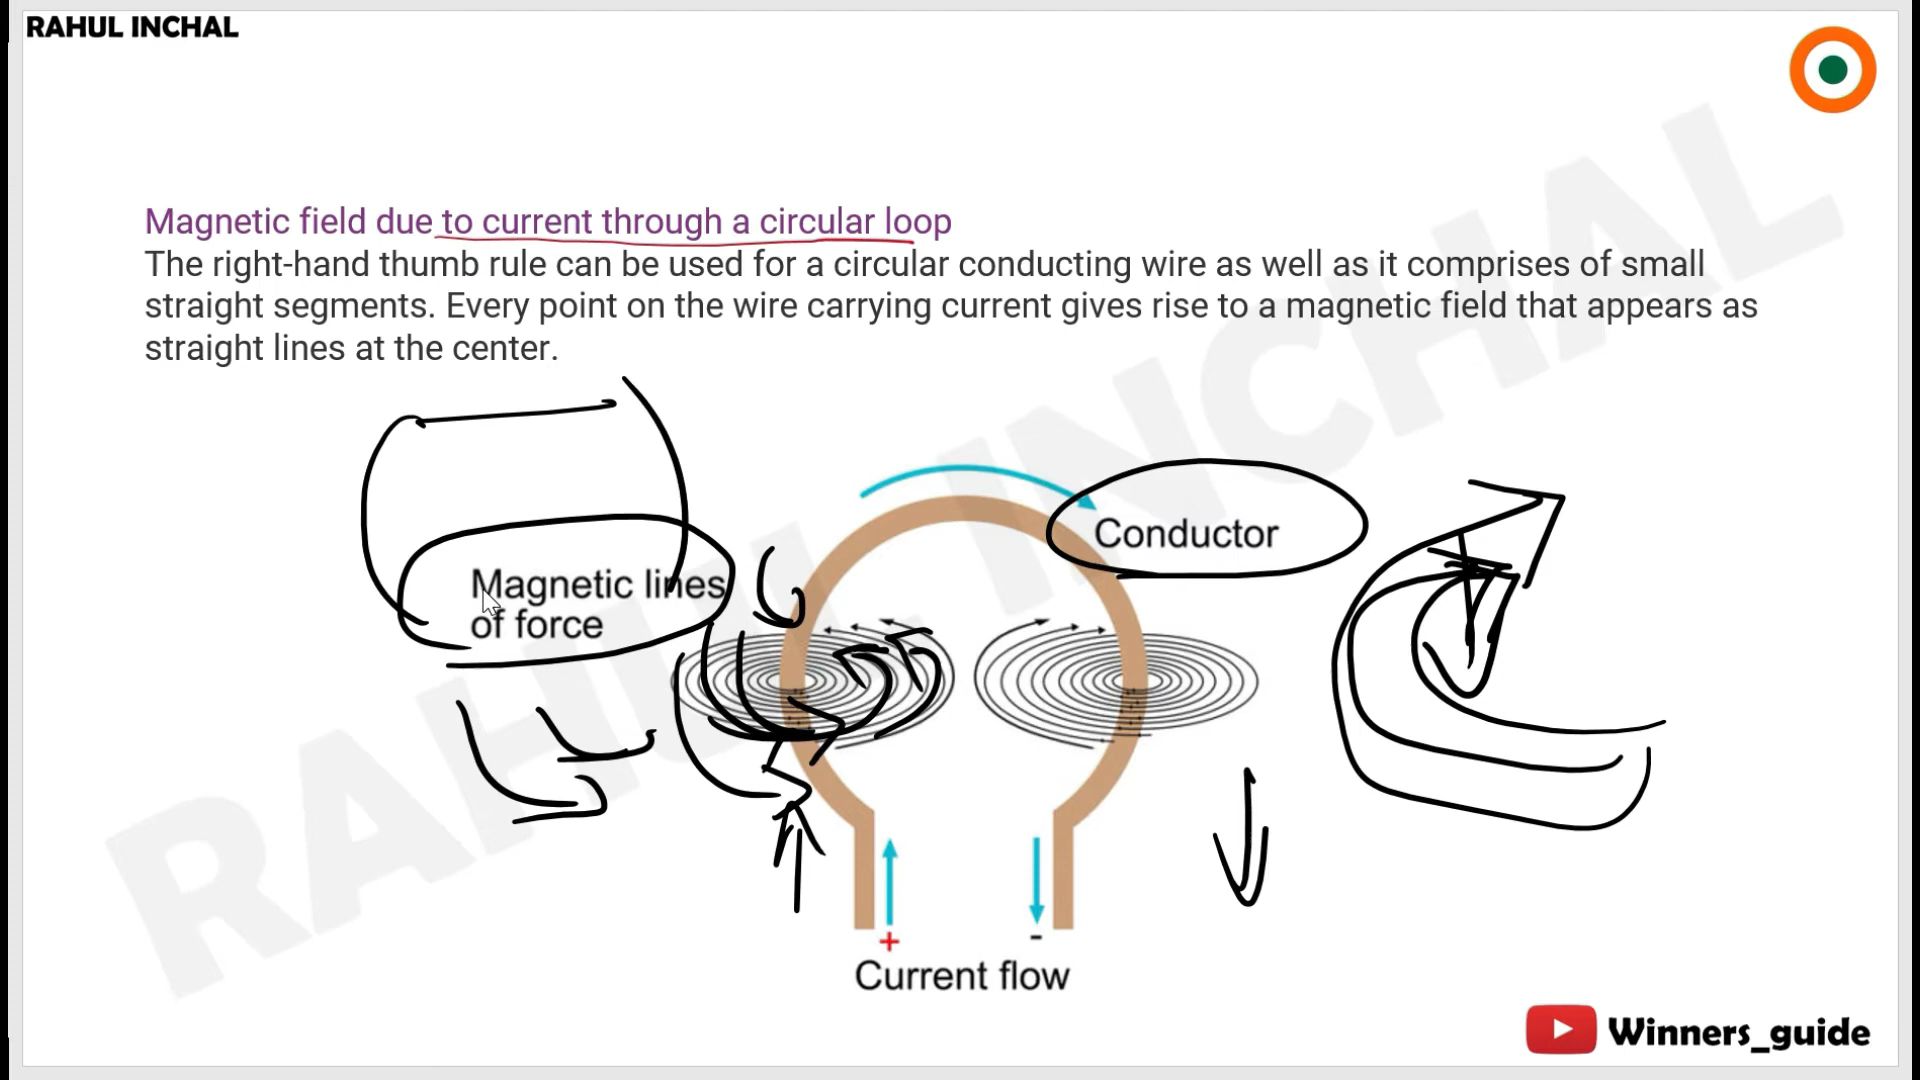 RAHUL INCHAL
Magnetic field due to current through a circular loop
The right-hand thumb rule can be used for a circular conducting wire as well as it comprises of small
straight segments. Every point on the wire carrying current gives rise to a magnetic field that appears as
straight lines at the center.
Conductor
Magnetic lines
of force
+ -
Current flow
RAHUL INCHAL
Winners_guide